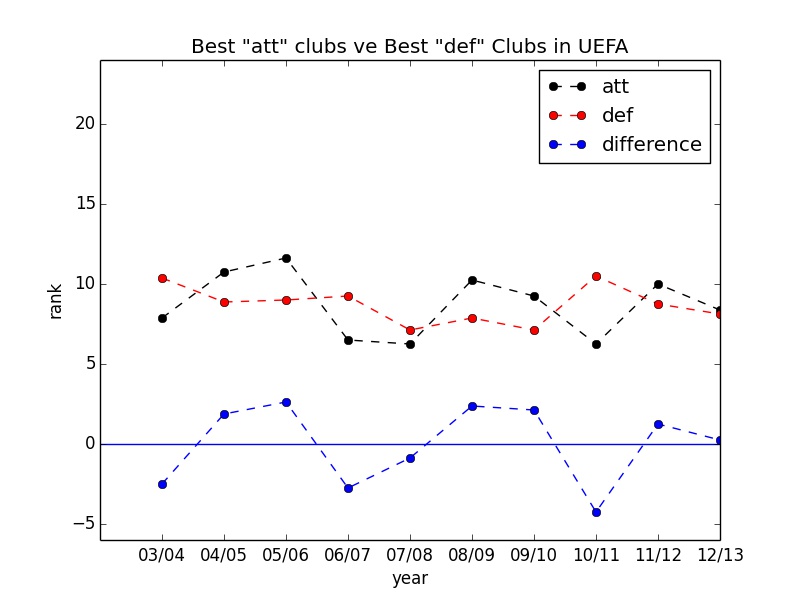 Best "att" clubs ve Best "def" Clubs in UEFA
att
def
difference
20
15
10
5
0
−5
rank
03/04 04/05 05/06 06/07 07/08 08/09 09/10 10/11 11/12 12/13
year